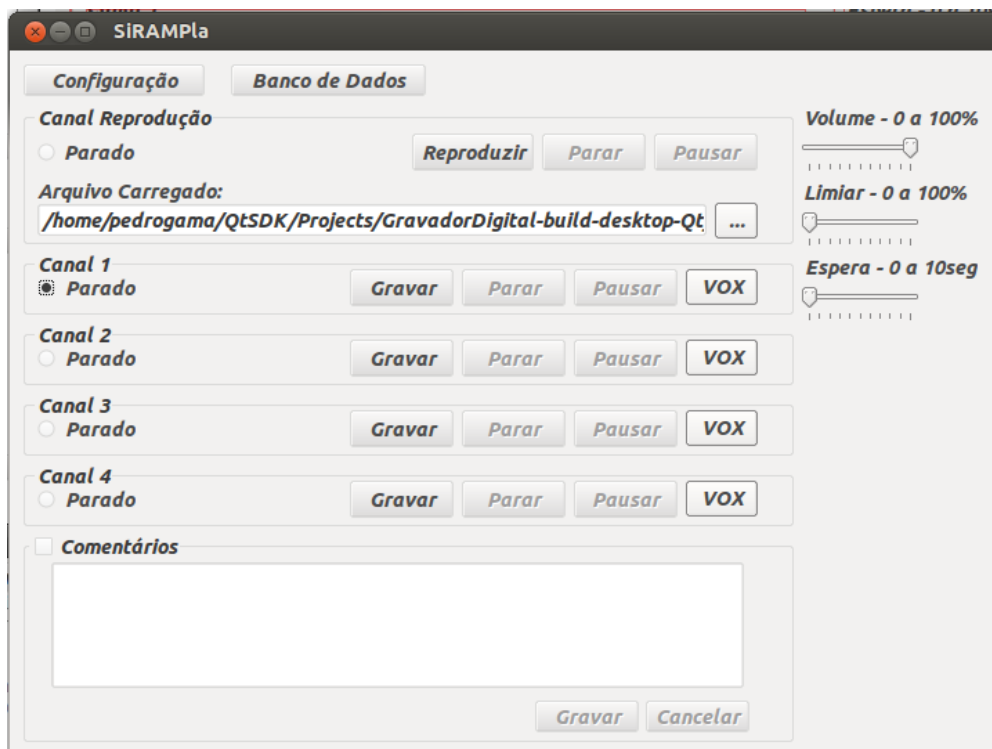 SiRAMPla
Configuração Banco de Dados
Canal Reprodução
Parado Reproduzir Parar Pausar
Arquivo Carregado:
/home/pedrogama/QtSDK/Projects/GravadorDigital-build-desktop-Qt_ ...
Canal 1
Parado Gravar Parar Pausar VOX
Canal 2
Parado Gravar Parar Pausar VOX
Canal 3
Parado Gravar Parar Pausar VOX
Canal 4
Parado Gravar Parar Pausar VOX
Comentários
Gravar Cancelar
Volume - 0 a 100%
Limiar - 0 a 100%
Espera - 0 a 10seg